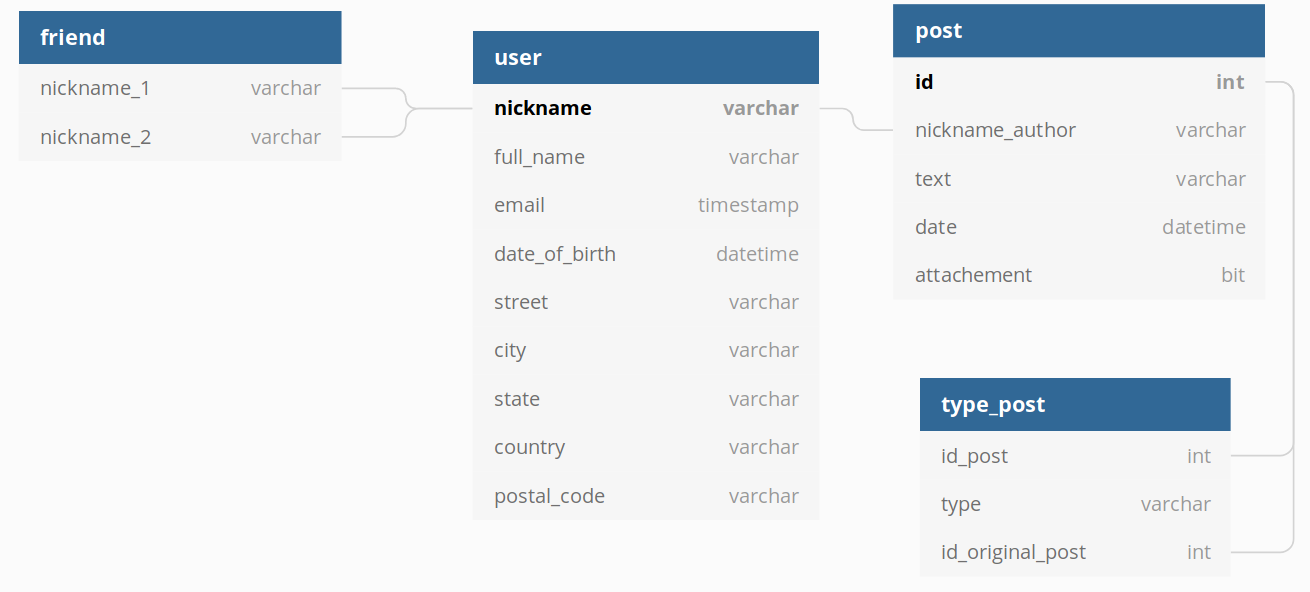 friend
nickname_1 varchar
nickname_2 varchar
user
nickname varchar
full_name varchar
email timestamp
date_of_birth datetime
street varchar
city varchar
state varchar
country varchar
postal_code varchar
post
id int
nickname_author varchar
text varchar
date datetime
attachement bit
type_post
id_post int
type varchar
id_original_post int